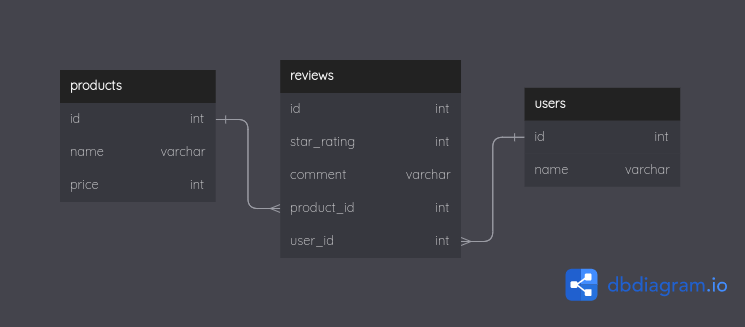 products
id int
name varchar
price int
reviews
id int
star_rating int
comment varchar
product_id int
user_id int
users
id int
name varchar
dbdiagram.io